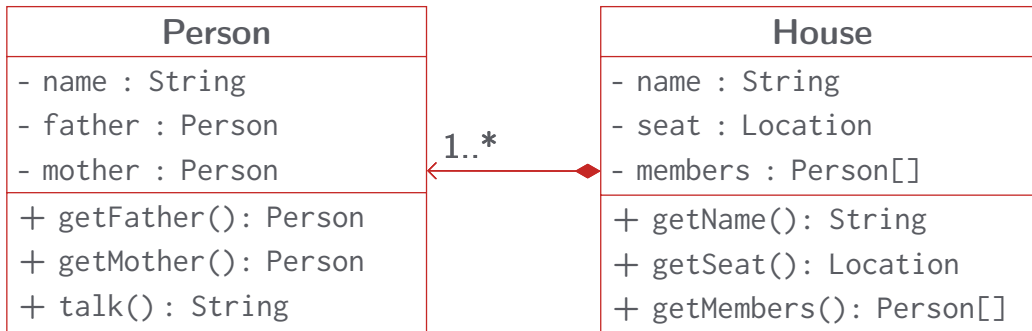 Person
- name : String
- father : Person
- mother : Person
+ getFather(): Person
+ getMother(): Person
+ talk(): String
1..*
House
- name : String
- seat : Location
- members : Person[]
+ getName(): String
+ getSeat(): Location
+ getMembers(): Person[]